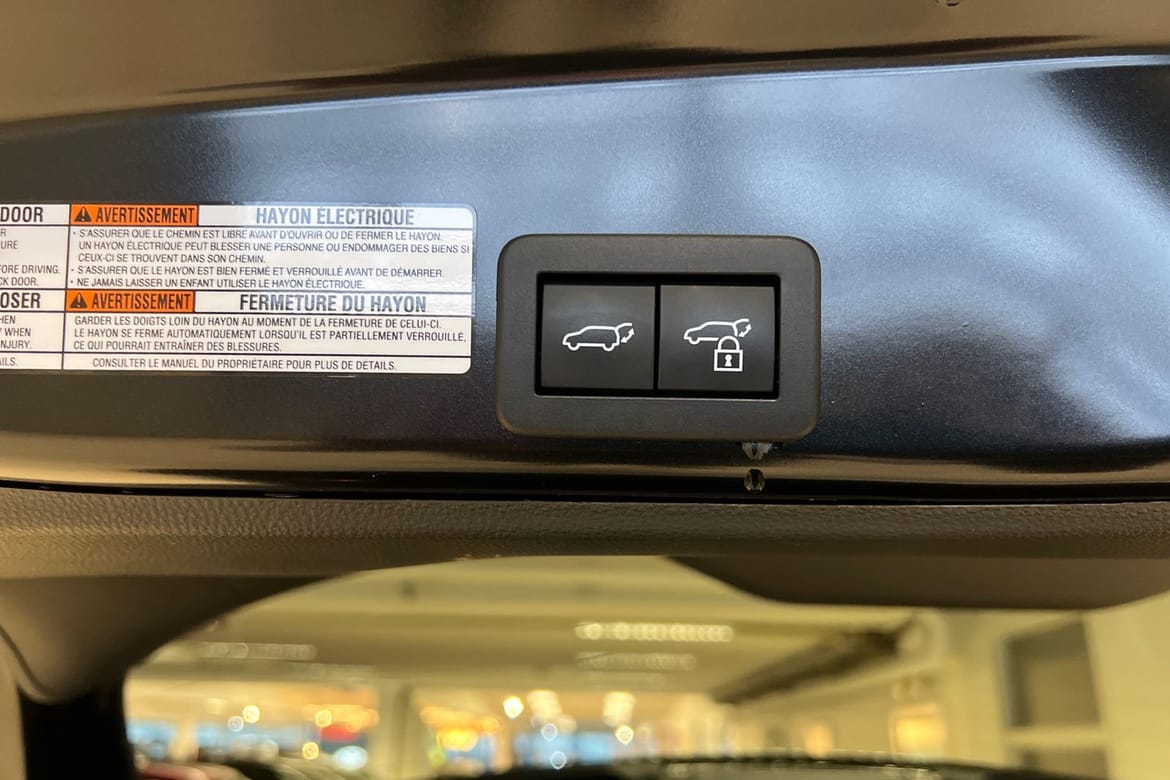 DOOR
R
URE
FORE DRIVING.
CK DOOR.
OSER
HEN
Y WHEN
NJURY.
ILS.
AVERTISSEMENT HAYON ÉLECTRIQUE
• S'ASSURER QUE LE CHEMIN EST LIBRE AVANT D'OUVRIR OU DE FERMER LE HAYON.
UN HAYON ÉLECTRIQUE PEUT BLESSER UNE PERSONNE OU ENDOMMAGER DES BIENS SI
CEUX-CI SE TROUVENT DANS SON CHEMIN.
• S'ASSURER QUE LE HAYON EST BIEN FERMÉ ET VERROUILLÉ AVANT DE DÉMARRER.
• NE JAMAIS LAISSER UN ENFANT UTILISER LE HAYON ÉLECTRIQUE.
AVERTISSEMENT FERMETURE DU HAYON
GARDER LES DOIGTS LOIN DU HAYON AU MOMENT DE LA FERMETURE DE CELUI-CI.
LE HAYON SE FERME AUTOMATIQUEMENT LORSQU'IL EST PARTIELLEMENT VERROUILLÉ,
CE QUI POURRAIT ENTRAÎNER DES BLESSURES.
CONSULTER LE MANUEL DU PROPRIÉTAIRE POUR PLUS DE DÉTAILS.